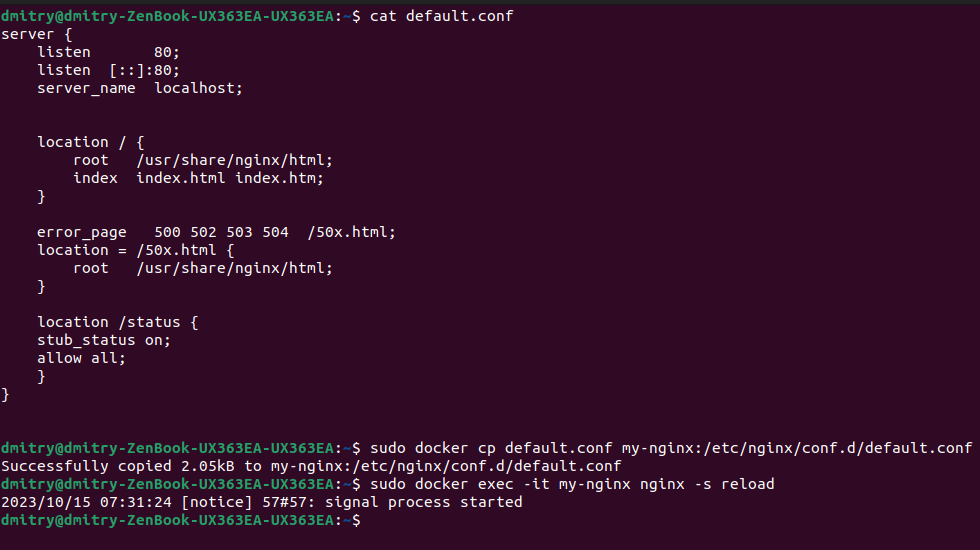 dmitry@dmitry-ZenBook-UX363EA-UX363EA:~$ cat default.conf
server {
    listen       80;
    listen  [::]:80;
    server_name  localhost;


    location / {
        root   /usr/share/nginx/html;
        index  index.html index.htm;
    }

    error_page   500 502 503 504  /50x.html;
    location = /50x.html {
        root   /usr/share/nginx/html;
    }

    location /status {
    stub_status on;
    allow all;
    }
}


dmitry@dmitry-ZenBook-UX363EA-UX363EA:~$ sudo docker cp default.conf my-nginx:/etc/nginx/conf.d/default.conf
Successfully copied 2.05kB to my-nginx:/etc/nginx/conf.d/default.conf
dmitry@dmitry-ZenBook-UX363EA-UX363EA:~$ sudo docker exec -it my-nginx nginx -s reload
2023/10/15 07:31:24 [notice] 57#57: signal process started
dmitry@dmitry-ZenBook-UX363EA-UX363EA:~$